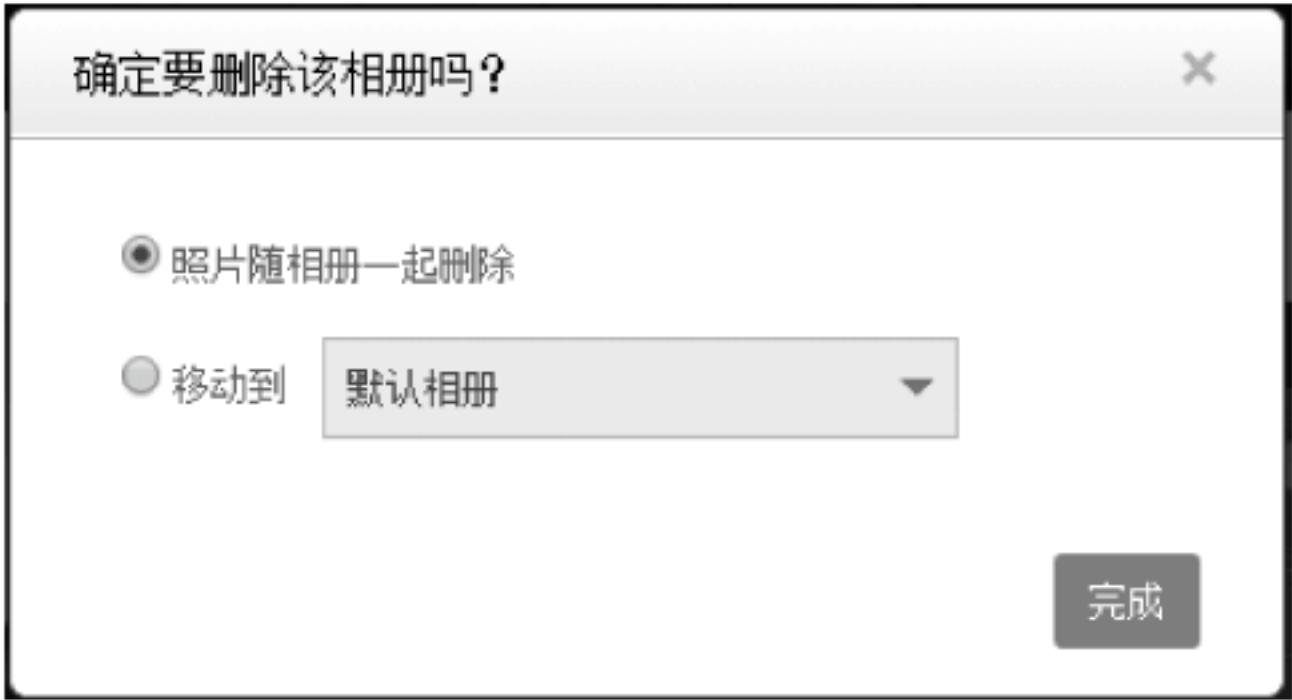 确定要删除该相册吗？
照片随相册一起删除
移动到 默认相册
完成